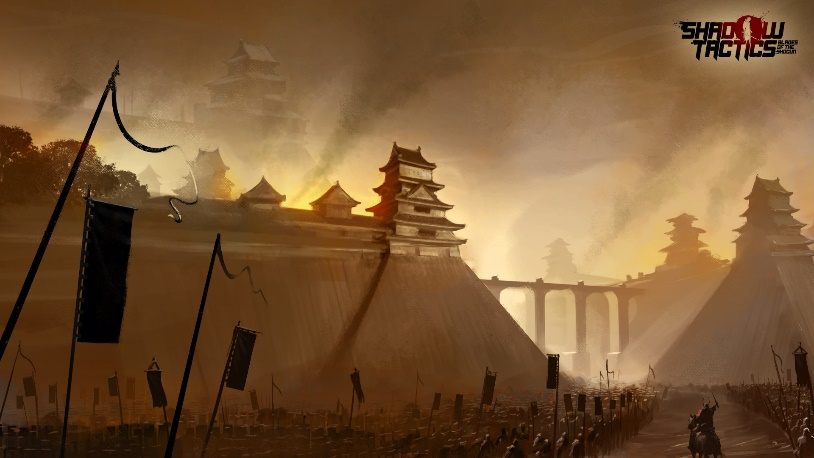 SHADOW
TACTICS
BLADES
OF THE
SHOGUN